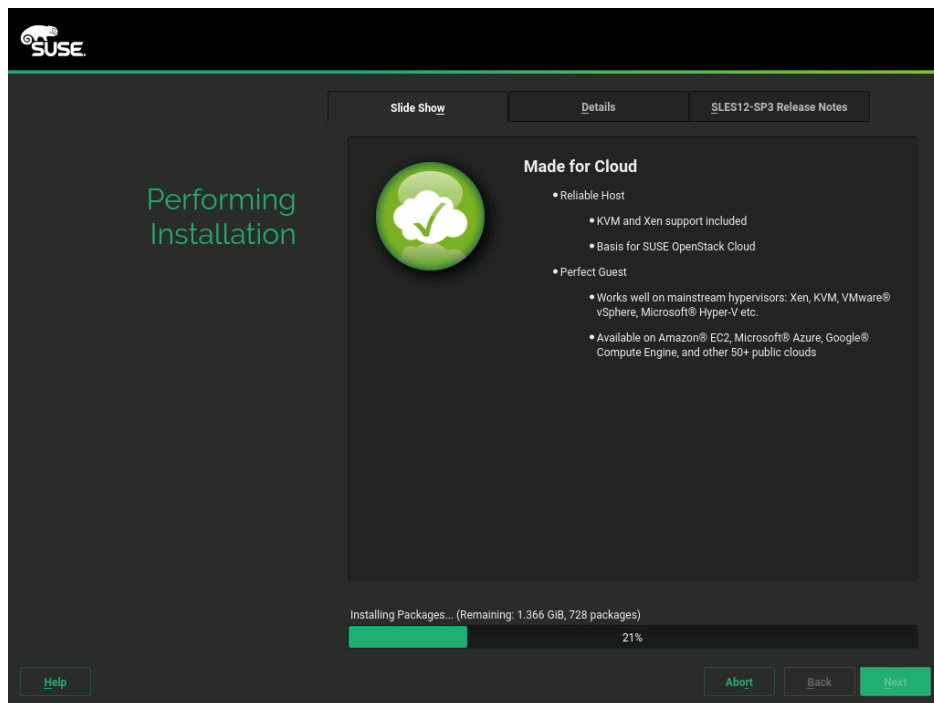 SUSE.
Slide Show
Details
SLES12-SP3 Release Notes
Performing
Installation
Made for Cloud
• Reliable Host
• KVM and Xen support included
• Basis for SUSE OpenStack Cloud
• Perfect Guest
• Works well on mainstream hypervisors: Xen, KVM, VMware®
vSphere, Microsoft® Hyper-V etc.
• Available on Amazon® EC2, Microsoft® Azure, Google®
Compute Engine, and other 50+ public clouds
Installing Packages... (Remaining: 1.366 GiB, 728 packages)
21%
Help
Abort
Back
Next